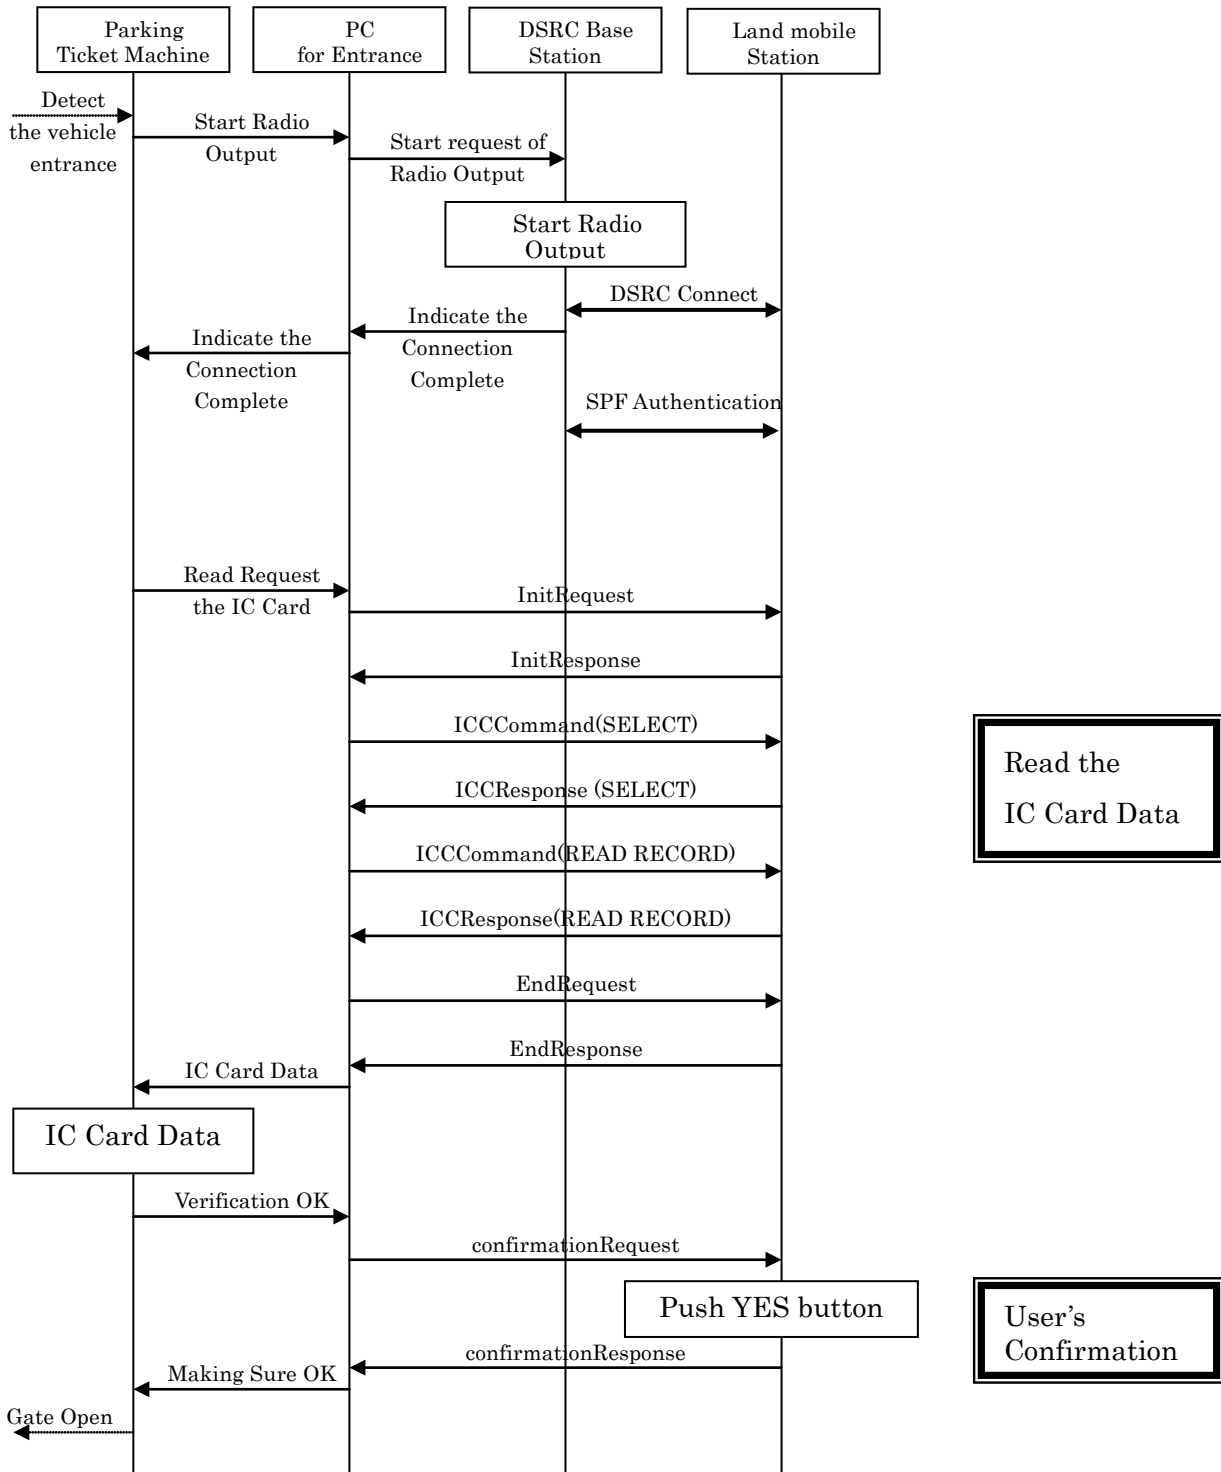 Parking
Ticket Machine
PC
for Entrance
DSRC Base
Station
Land mobile
Station
Detect
the vehicle
entrance
Start Radio
Output
Start request of
Radio Output
Start Radio
Output
DSRC Connect
Indicate the
Connection
Complete
Indicate the
Connection
Complete
SPF Authentication
Read Request
the IC Card
InitRequest
InitResponse
ICCCommand(SELECT)
ICCResponse (SELECT)
Read the
IC Card Data
ICCCommand(READ RECORD)
ICCResponse(READ RECORD)
EndRequest
EndResponse
IC Card Data
IC Card Data
Verification OK
confirmationRequest
Push YES button
User’s
Confirmation
confirmationResponse
Making Sure OK
Gate Open